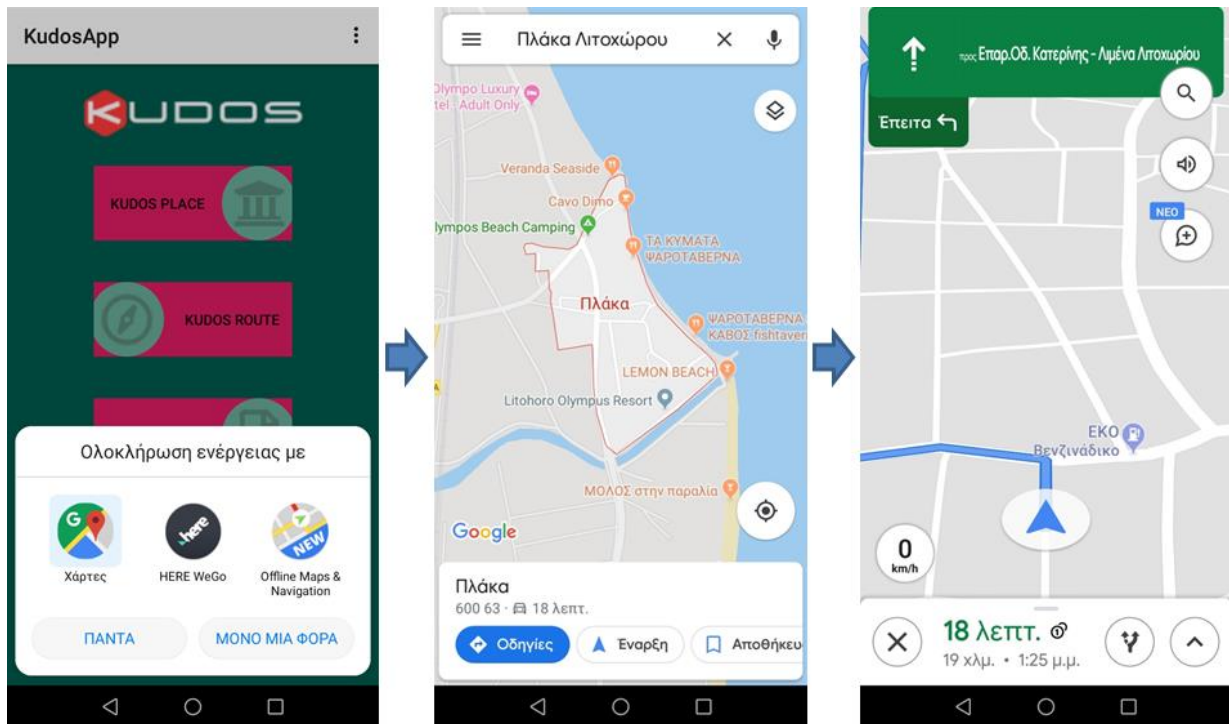 KudosApp
KUDOS
KUDOS PLACE
KUDOS ROUTE
Ολοκλήρωση ενέργειας με
G
here
NEW
Χάρτες
HERE WeGo
Offline Maps &
Navigation
ΠΑΝΤΑ
ΜΟΝΟ ΜΙΑ ΦΟΡΑ
Πλάκα Λιτοχώρου
Olympo Luxury
tel - Adult Only
Veranda Seaside
Cavo Dimo
lympos Beach Camping
ΤΑ ΚΥΜΑΤΑ
ΨΑΡΟΤΑΒΕΡΝΑ
Πλάκα
ΨΑΡΟΤΑΒΕΡΝΑ
ΚΑΒΟΣ fishtavern
LEMON BEACH
Litohoro Olympus Resort
ΜΟΛΟΣ στην παραλία
Google
Πλάκα
600 63 · 18 λεπτ.
Οδηγίες
Έναρξη
Αποθήκευ
προς Επαρ.Οδ. Κατερίνης - Λιμένα Λιτοχωρίου
Έπειτα
ΝΕΟ
ΕΚΟ
Βενζινάδικο
0
km/h
18 λεπτ.
19 χλμ. • 1:25 μ.μ.